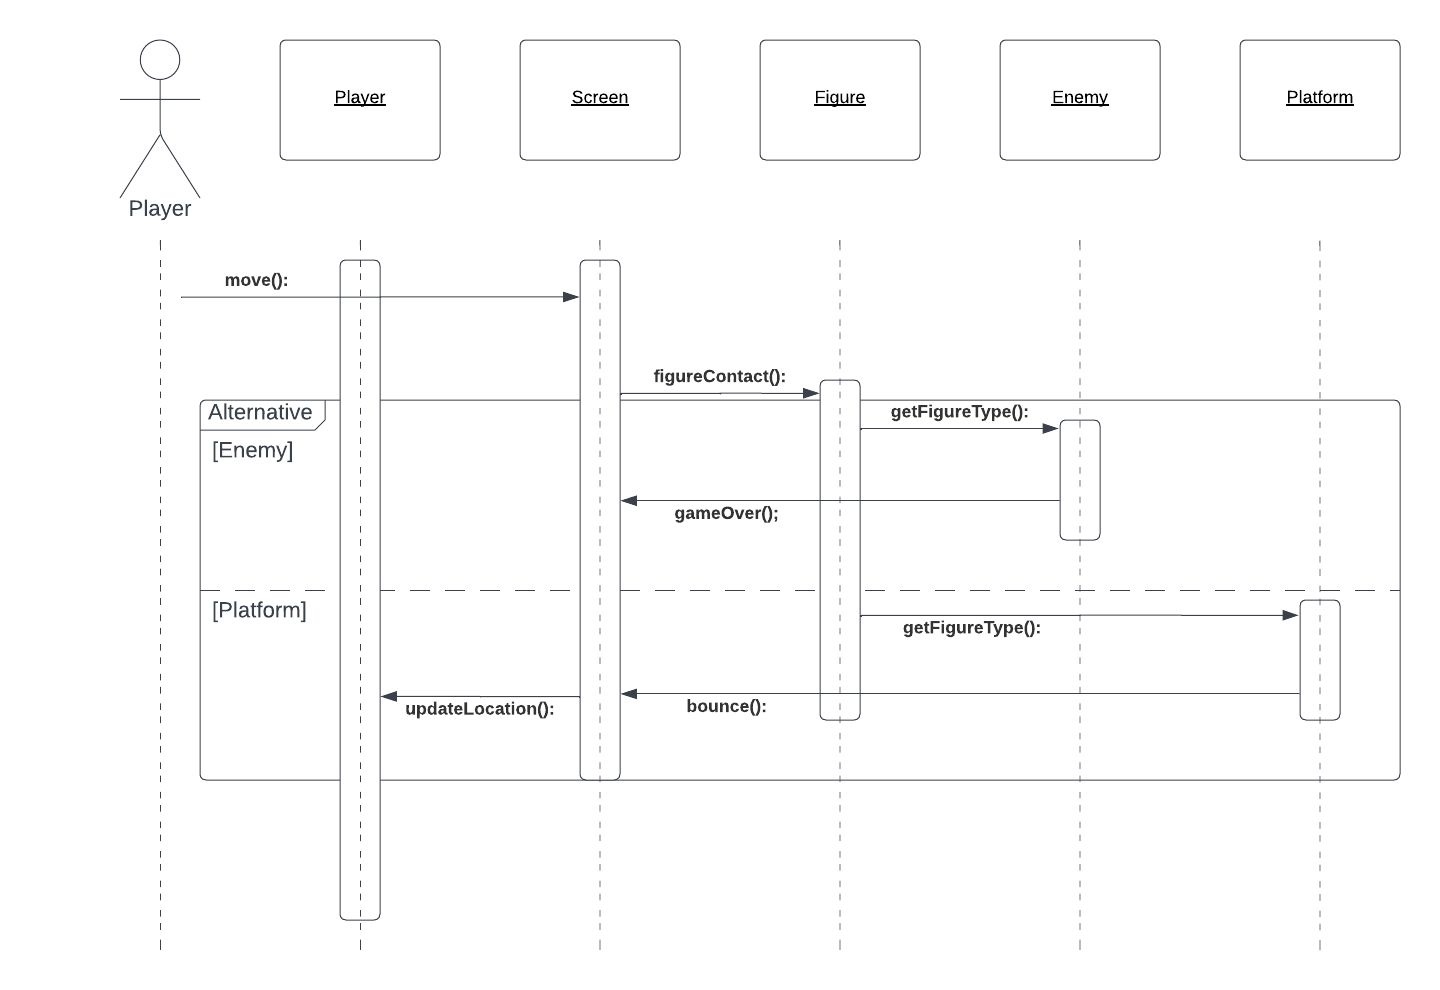 Player
Screen
Figure
Enemy
Platform
Player
move():
figureContact():
Alternative
getFigureType():
[Enemy]
gameOver();
[Platform]
getFigureType():
updateLocation():
bounce():